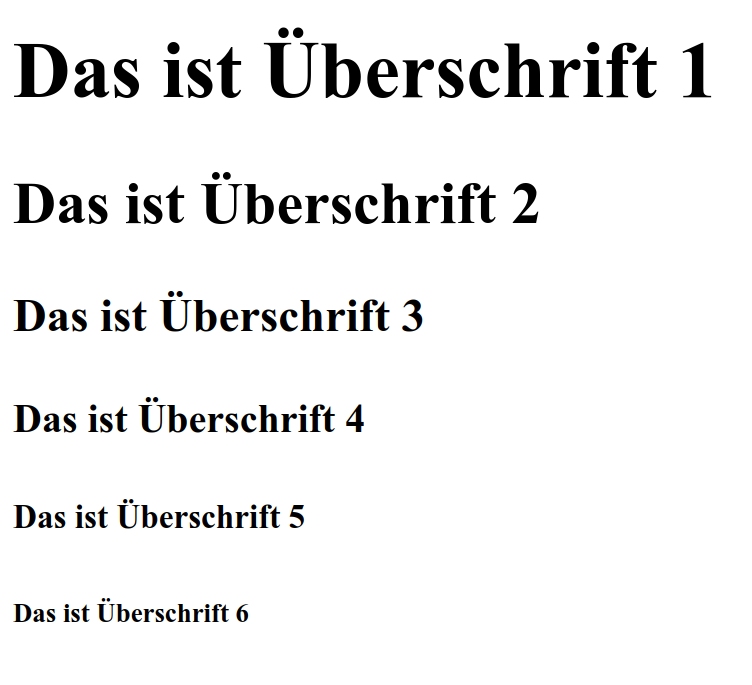 Das ist Überschrift 1
Das ist Überschrift 2
Das ist Überschrift 3
Das ist Überschrift 4
Das ist Überschrift 5
Das ist Überschrift 6